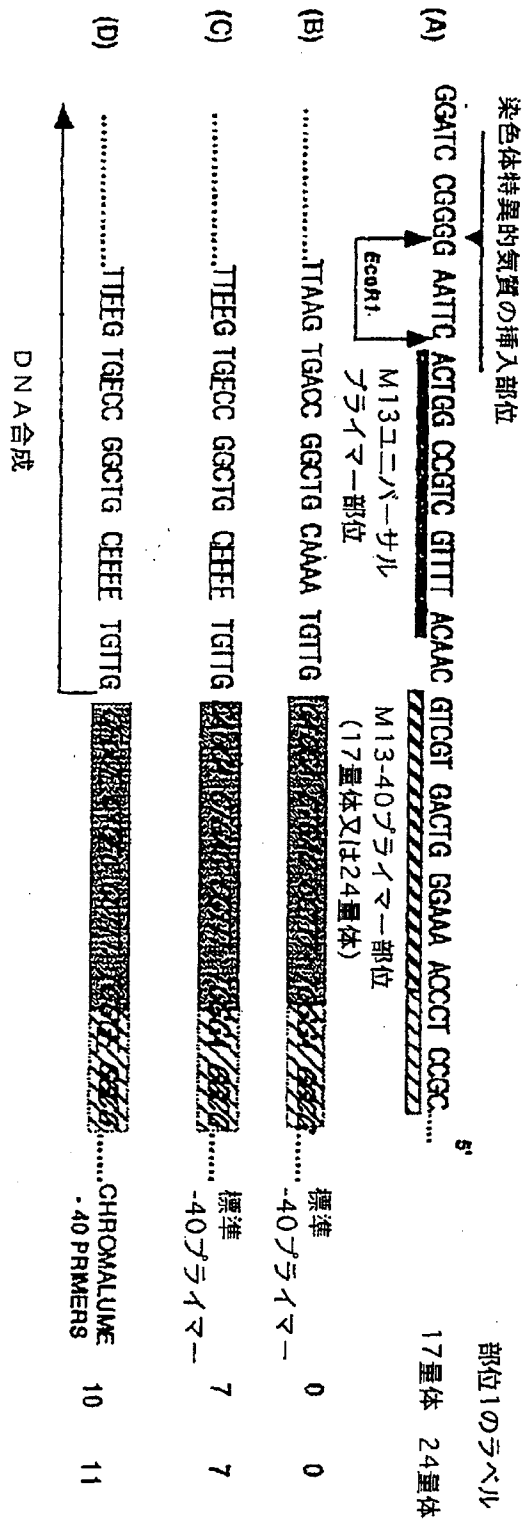 染色体特異的気質の挿入部位
部位1のラベル
17量体 24量体
(A) GGATC CGGGG AATTC ACTGG CCGTC GTTTT ACAAC GTCGT GACTG GGAAA ACCCT CCGC...... 5'
EcoR1
M13ユニバーサル
プライマー部位
M13-40プライマー部位
(17量体又は24量体)
(B) ..............TTAAG TGACC GGCTG CAAAA TGTTG
標準
-40プライマー
0 0
(C) ..............TTEEG TGECC GGCTG CEEEE TGTTG
標準
-40プライマー
7 7
(D) ..............TTEEG TGECC GGCTG CEEEE TGTTG
CHROMALUME
- 40 PRIMERS
10 11
DNA合成